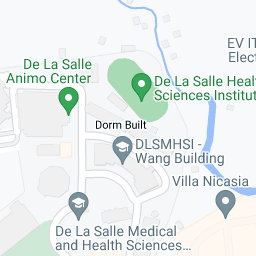 De La Salle
Animo Center
EV IT
Elect
De La Salle Heal
Sciences Institut
Dorm Built
DLSMHSI -
Wang Building
Villa Nicasia
De La Salle Medical
and Health Sciences...